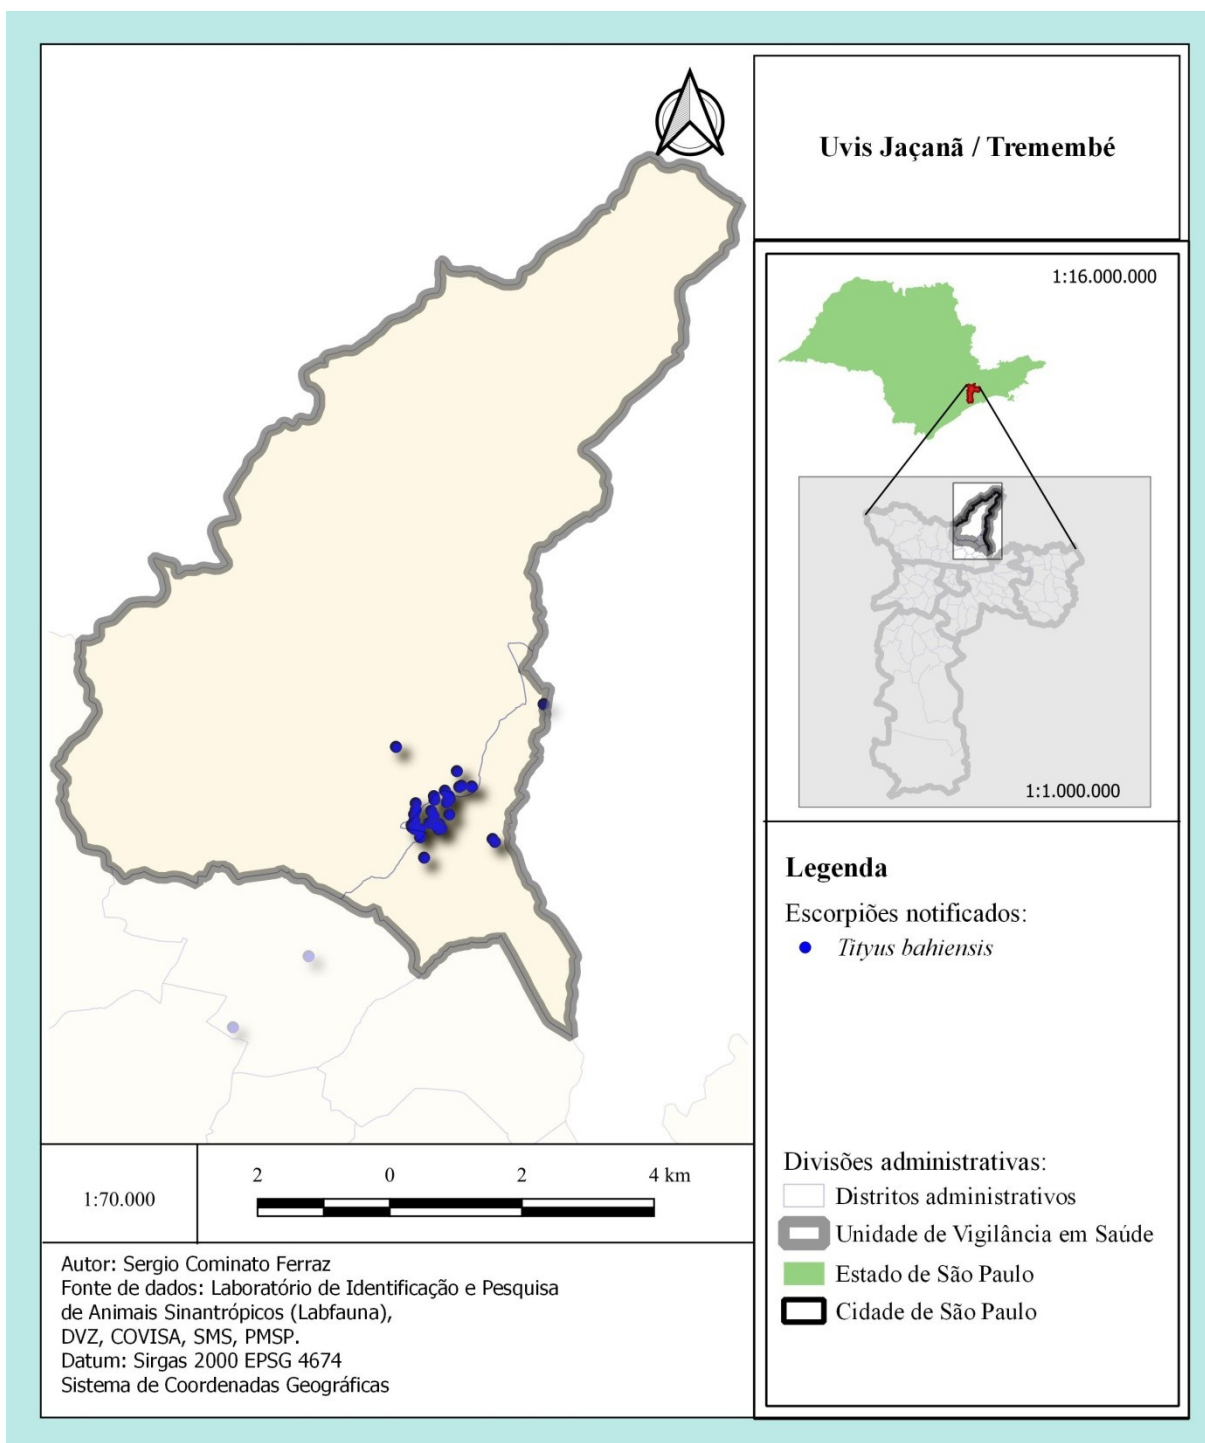 Uvis Jaçanã / Tremembé
1:16.000.000
1:1.000.000
Legenda
Escorpiões notificados:
Tityus bahiensis
Divisões administrativas:
Distritos administrativos
Unidade de Vigilância em Saúde
Estado de São Paulo
Cidade de São Paulo
1:70.000
2 0 2 4 km
Autor: Sergio Cominato Ferraz
Fonte de dados: Laboratório de Identificação e Pesquisa
de Animais Sinantrópicos (Labfauna),
DVZ, COVISA, SMS, PMSP.
Datum: Sirgas 2000 EPSG 4674
Sistema de Coordenadas Geográficas